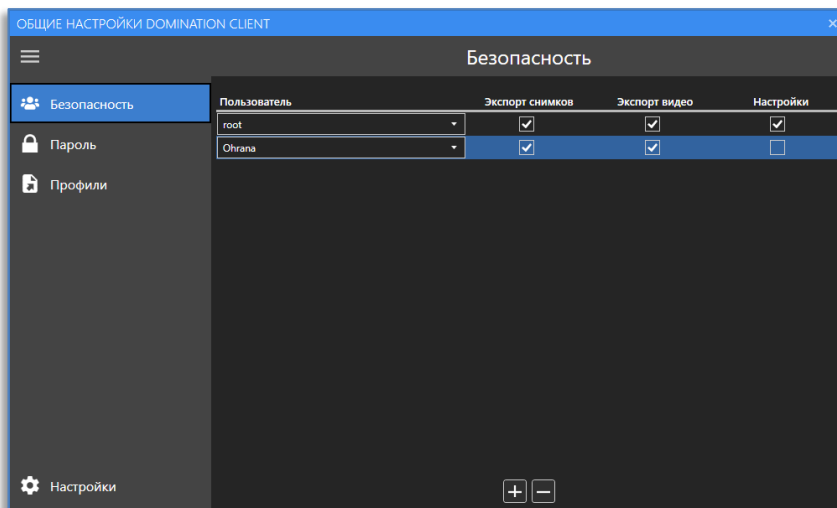 ОБЩИЕ НАСТРОЙКИ DOMINATION CLIENT
Безопасность
Безопасность
Пароль
Профили
Настройки
Пользователь Экспорт снимков Экспорт видео Настройки
root
Ohrana